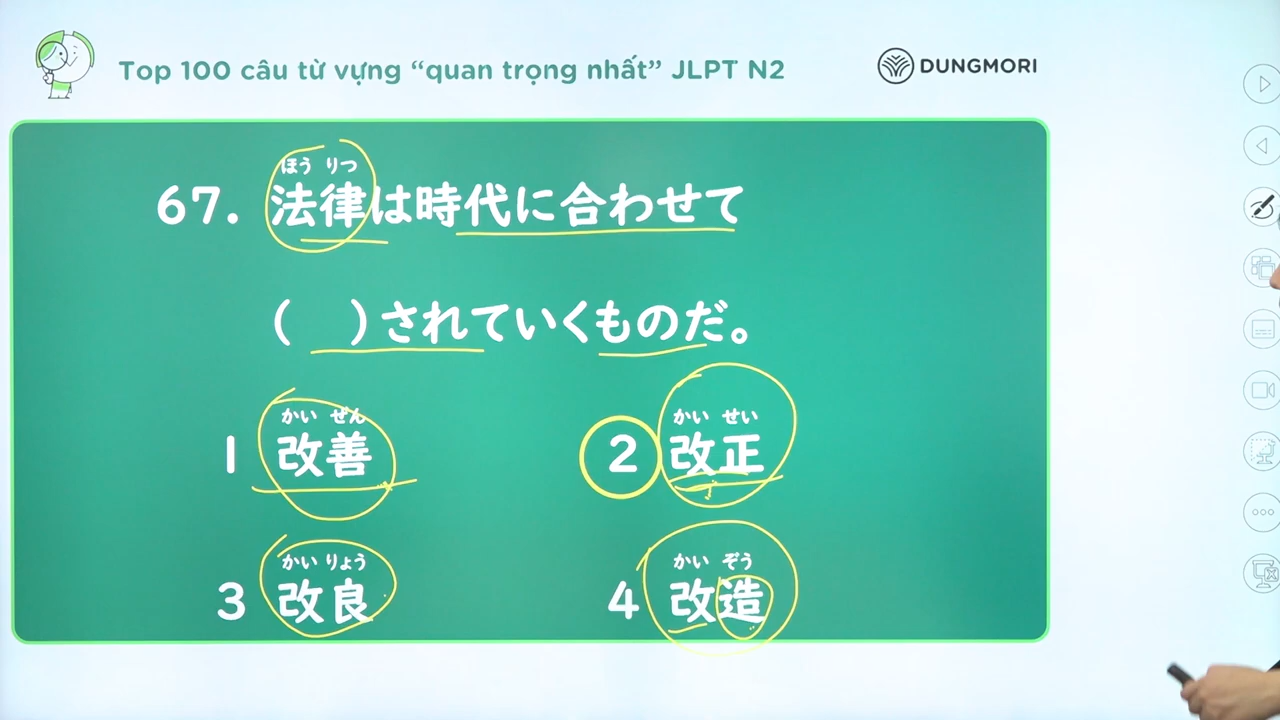 Top 100 câu từ vựng “quan trọng nhất” JLPT N2
DUNGMORI
ほう りつ
67. 法律は時代に合わせて
( )されていくものだ。
かい ぜん
1 改善
かい せい
2 改正
かい りょう
3 改良
かい ぞう
4 改造